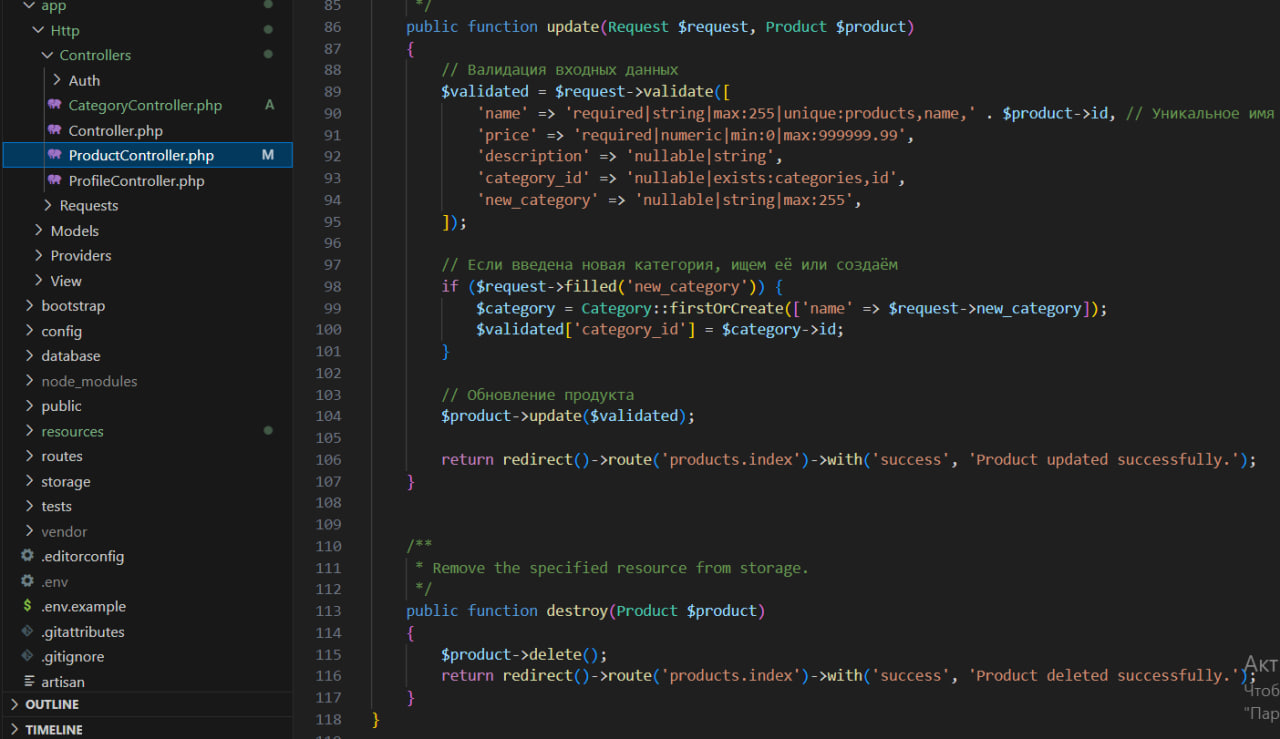 app
Http
Controllers
Auth
CategoryController.php A
Controller.php
ProductController.php M
ProfileController.php
Requests
Models
Providers
View
bootstrap
config
database
node_modules
public
resources
routes
storage
tests
vendor
.editorconfig
.env
$ .env.example
.gitattributes
.gitignore
artisan
OUTLINE
TIMELINE
85 */
86 public function update(Request $request, Product $product)
87 {
88 // Валидация входных данных
89 $validated = $request->validate([
90 'name' => 'required|string|max:255|unique:products,name,' . $product->id, // Уникальное имя
91 'price' => 'required|numeric|min:0|max:999999.99',
92 'description' => 'nullable|string',
93 'category_id' => 'nullable|exists:categories,id',
94 'new_category' => 'nullable|string|max:255',
95 ]);
96
97 // Если введена новая категория, ищем её или создаём
98 if ($request->filled('new_category')) {
99 $category = Category::firstOrCreate(['name' => $request->new_category]);
100 $validated['category_id'] = $category->id;
101 }
102
103 // Обновление продукта
104 $product->update($validated);
105
106 return redirect()->route('products.index')->with('success', 'Product updated successfully.');
107 }
108
109
110 /**
111 * Remove the specified resource from storage.
112 */
113 public function destroy(Product $product)
114 {
115 $product->delete();
116 return redirect()->route('products.index')->with('success', 'Product deleted successfully.');
117 }
118 }
Акт
Чтоб
"Пар